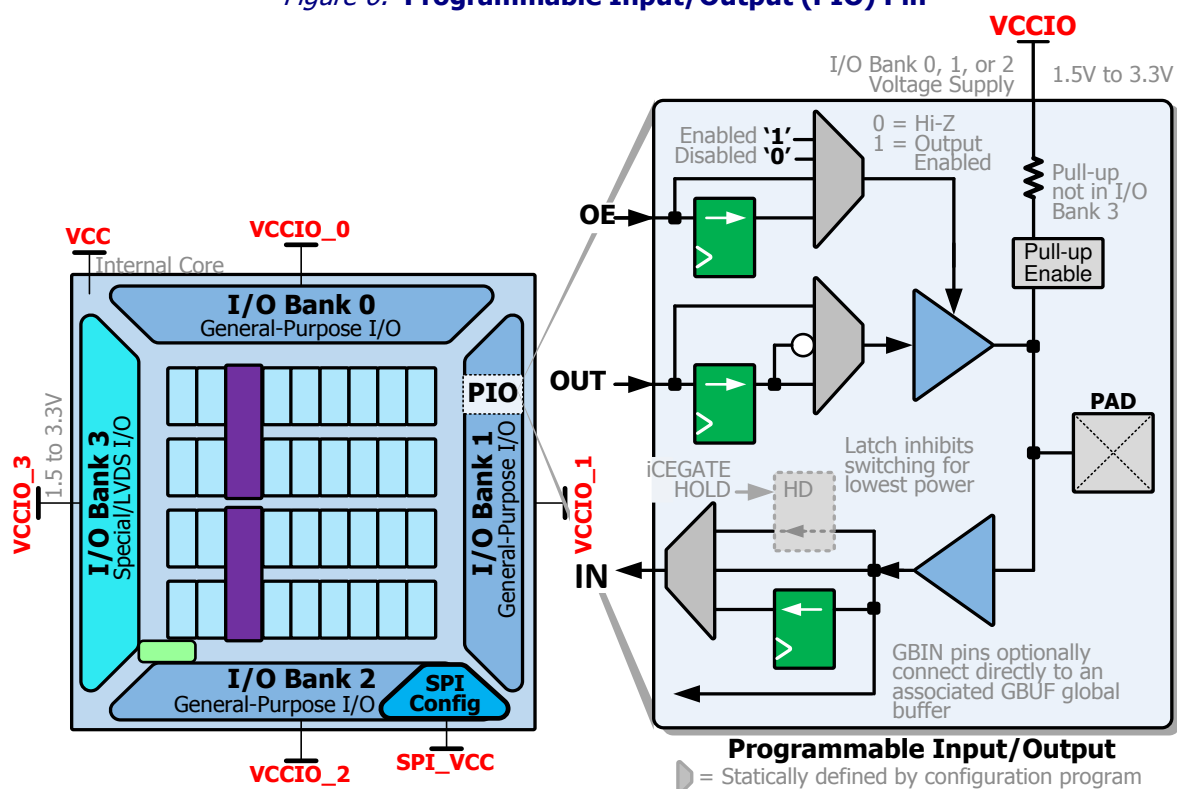 Figure 6: Programmable Input/Output (PIO) Pin
VCCIO
I/O Bank 0, 1, or 2
Voltage Supply
1.5V to 3.3V
Enabled ‘1’
Disabled ‘0’
0 = Hi-Z
1 = Output
Enabled
Pull-up
not in I/O
Bank 3
Pull-up
Enable
OE
OUT
PAD
Latch inhibits
switching for
lowest power
iCEGATE
HOLD
HD
IN
GBIN pins optionally
connect directly to an
associated GBUF global
buffer
Programmable Input/Output
= Statically defined by configuration program
VCC
Internal Core
VCCIO_0
I/O Bank 0
General-Purpose I/O
PIO
I/O Bank 1
General-Purpose I/O
VCCIO_1
1.5 to 3.3V
VCCIO_3
I/O Bank 3
Special/LVDS I/O
I/O Bank 2
General-Purpose I/O
SPI
Config
VCCIO_2
SPI_VCC